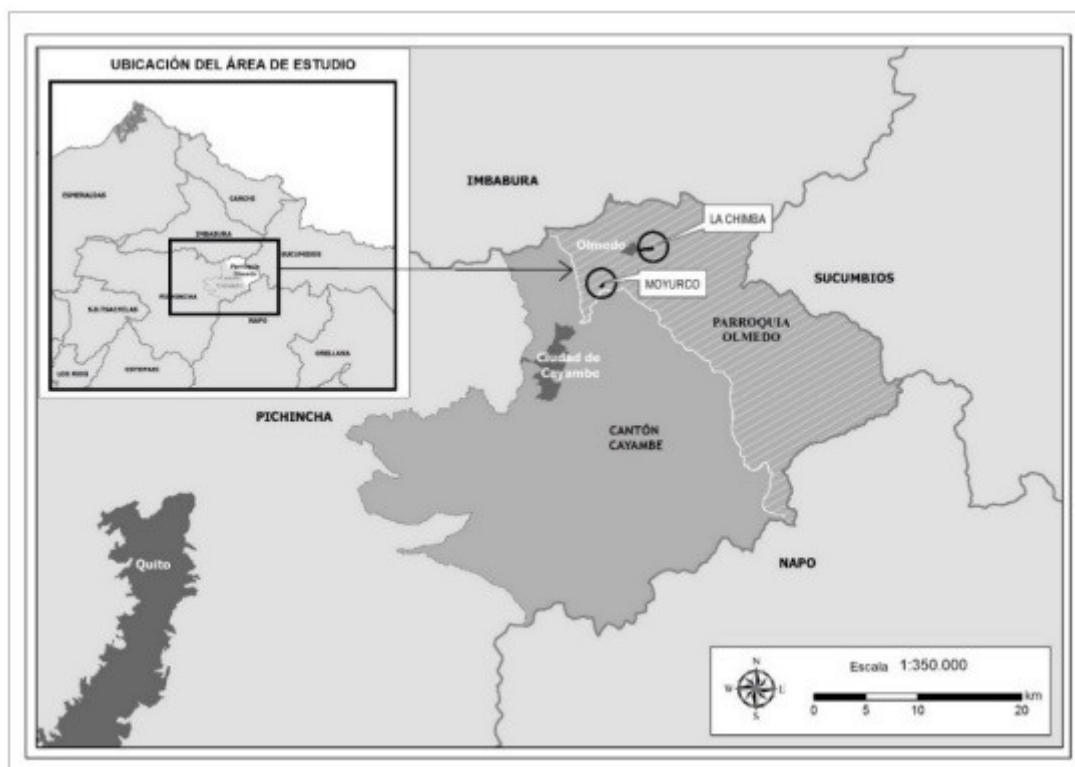 UBICACIÓN DEL ÁREA DE ESTUDIO
ESMERALDAS
CARCHI
IMBABURA
SUCUMBIOS
PICHINCHA
NAPO
ORELLANA
COTOPAXI
LOS RIOS
IMBABURA
LA CHIMBA
Olmedo
MOYURCO
SUCUMBIOS
PARROQUIA
OLMEDO
Ciudad de
Cayambe
PICHINCHA
CANTÓN
CAYAMBE
Quito
NAPO
Escala 1:350.000
N
W
U
S
km
0 5 10 20